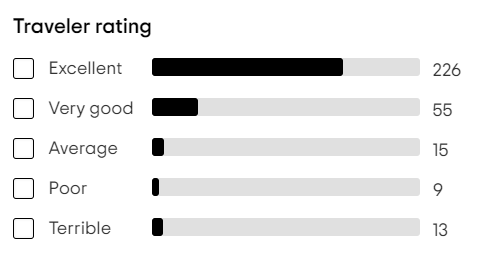 Traveler rating
Excellent 226
Very good 55
Average 15
Poor 9
Terrible 13